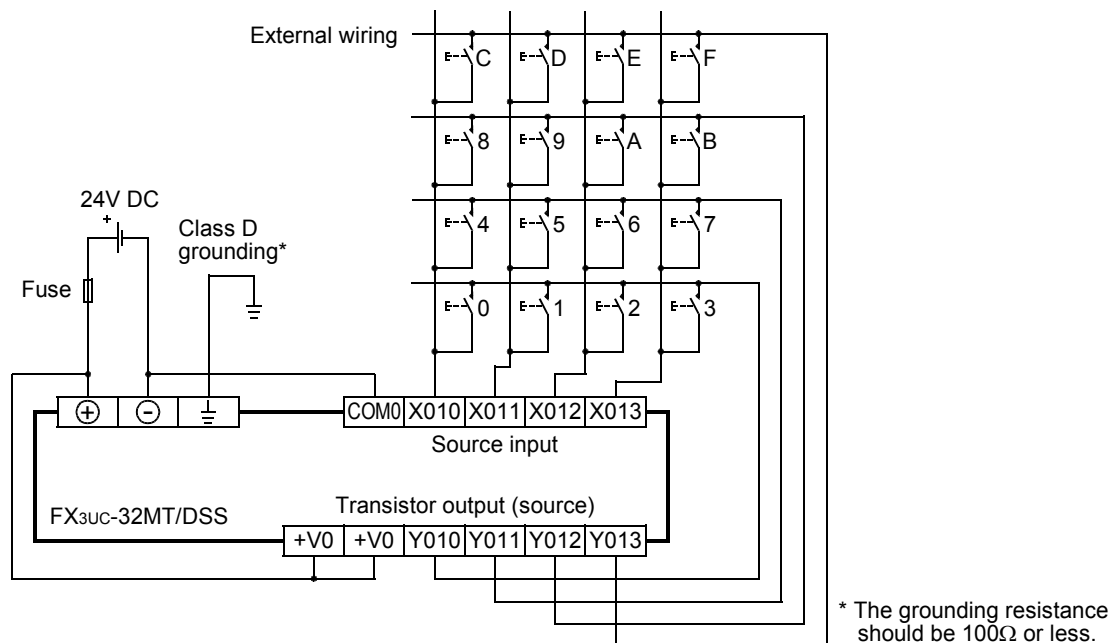 External wiring
C D E F
8 9 A B
24V DC
+
Class D
grounding*
4 5 6 7
Fuse
0 1 2 3
+ - COM0 X010 X011 X012 X013
Source input
Transistor output (source)
FX3UC-32MT/DSS
+V0 +V0 Y010 Y011 Y012 Y013
* The grounding resistance
should be 100Ω or less.